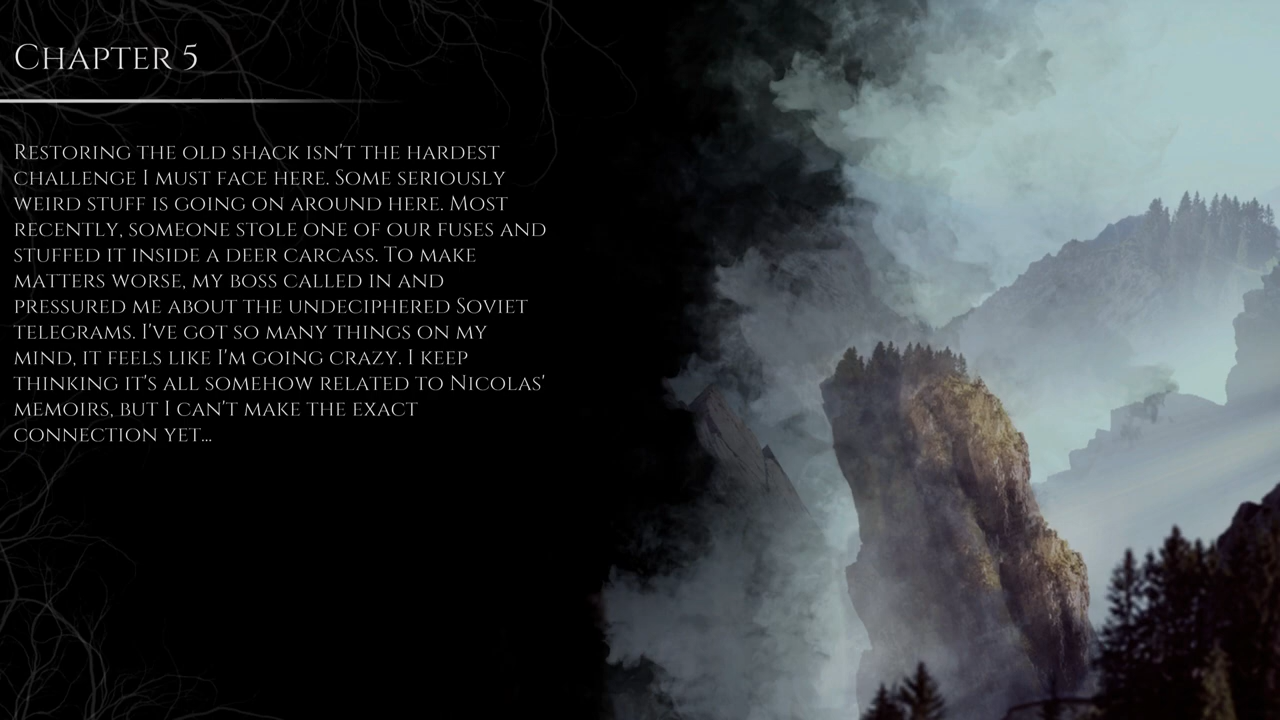 Chapter 5
Restoring the old shack isn't the hardest
challenge I must face here. Some seriously
weird stuff is going on around here. Most
recently, someone stole one of our fuses and
stuffed it inside a deer carcass. To make
matters worse, my boss called in and
pressured me about the undeciphered Soviet
telegrams. I've got so many things on my
mind, it feels like I'm going crazy. I keep
thinking it's all somehow related to Nicolas'
memoirs, but I can't make the exact
connection yet...